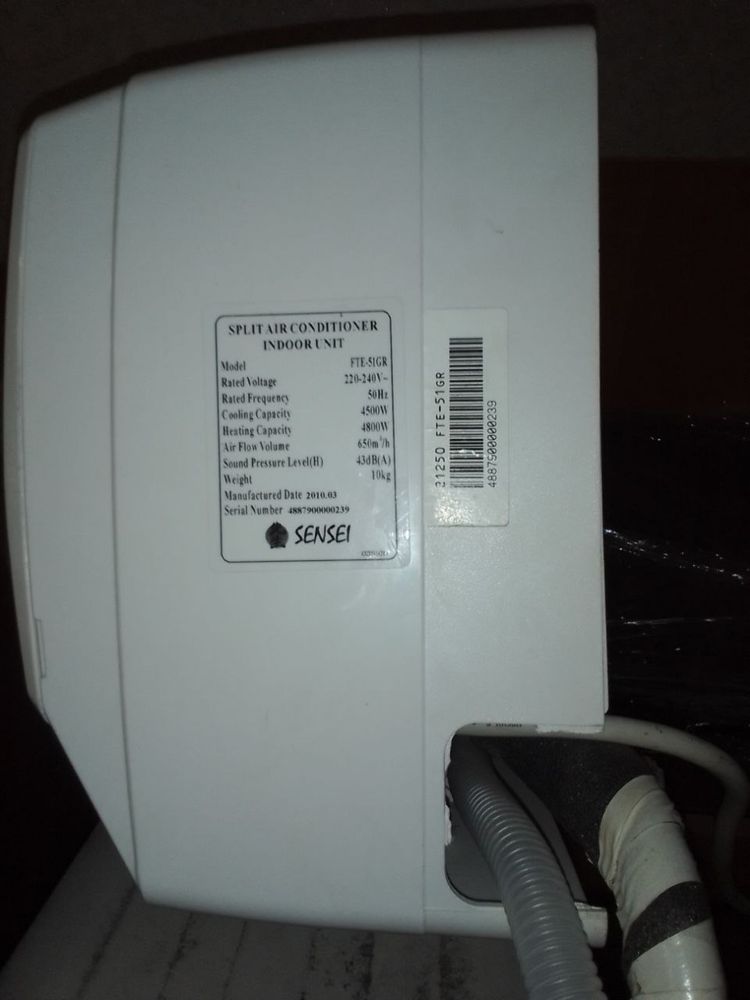 SPLIT AIR CONDITIONER
INDOOR UNIT
Model FTE-51GR
Rated Voltage 220-240V~
Rated Frequency 50Hz
Cooling Capacity 4500W
Heating Capacity 4800W
Air Flow Volume 650m³/h
Sound Pressure Level(H) 43dB(A)
Weight 10kg
Manufactured Date 2010.03
Serial Number 4887900000239
SENSEI
21250 FTE-51GR
4887900000239